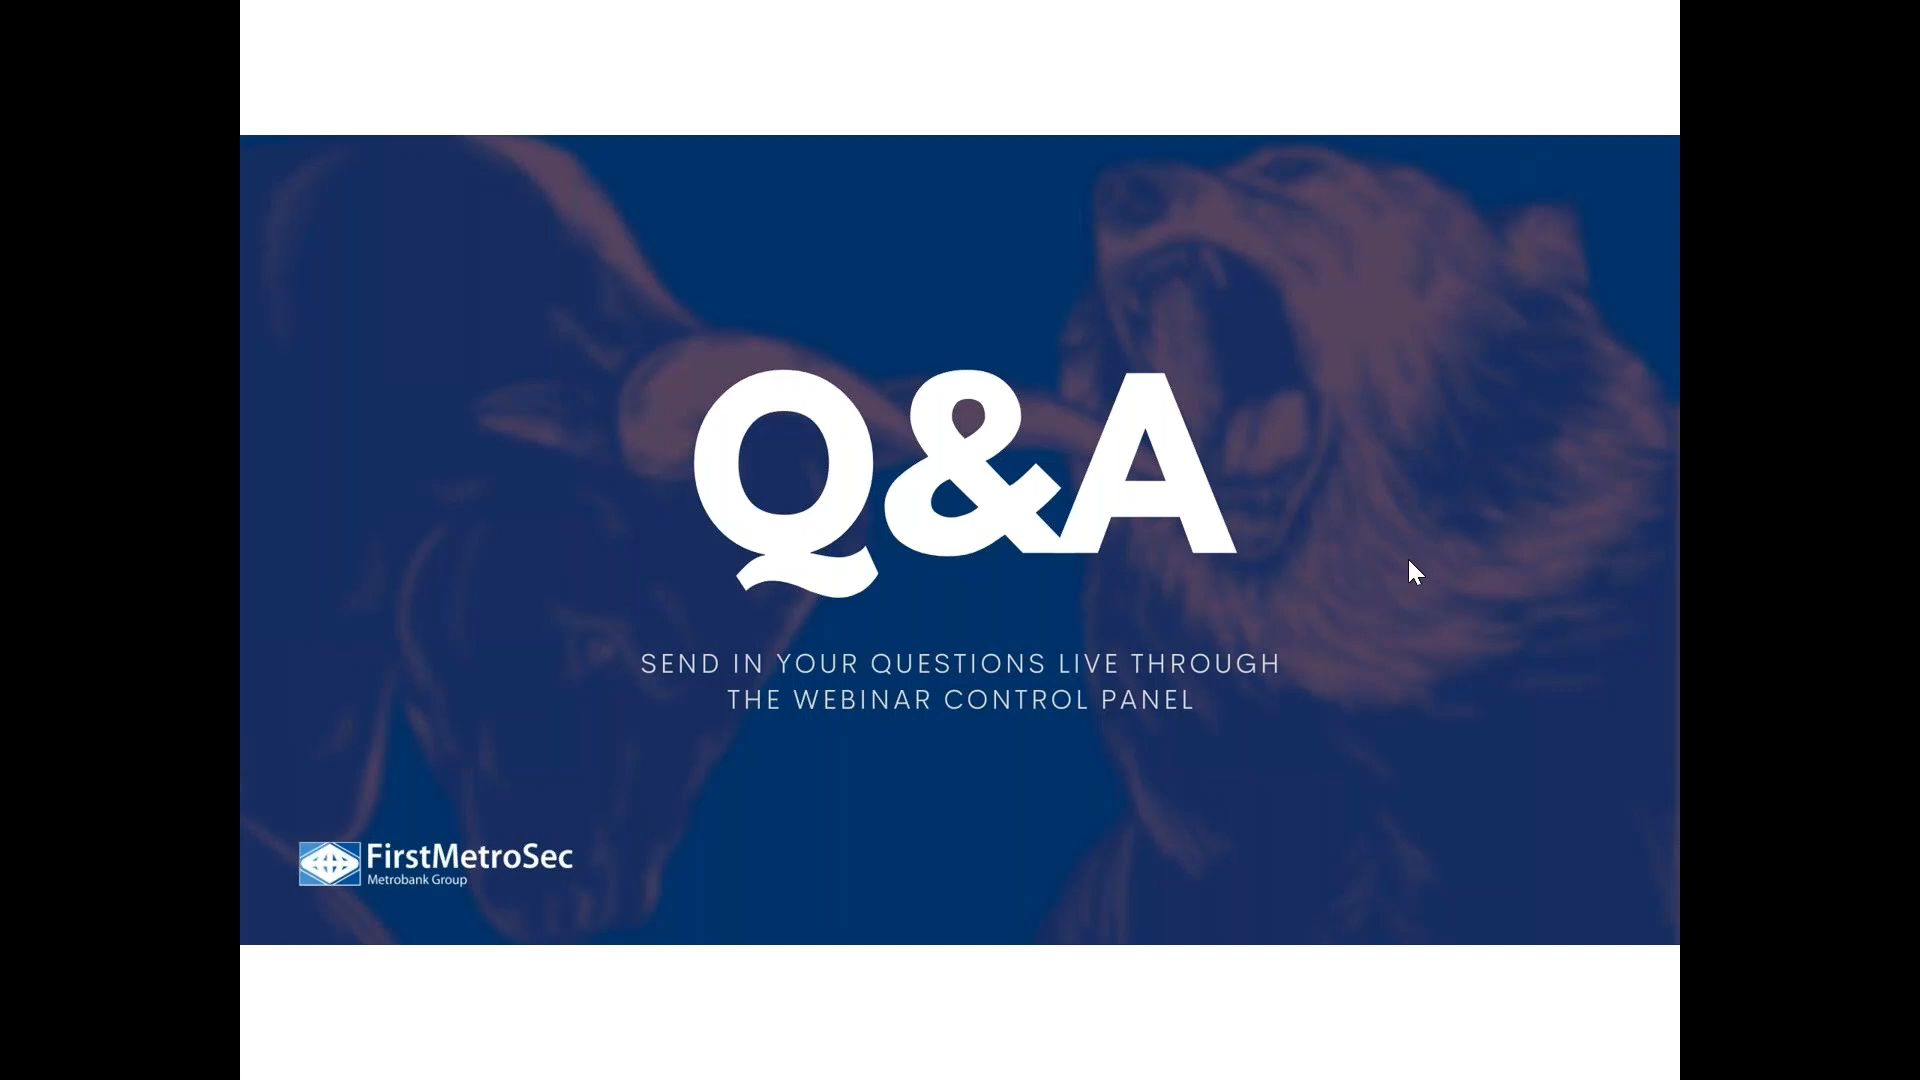 Q&A
SEND IN YOUR QUESTIONS LIVE THROUGH
THE WEBINAR CONTROL PANEL
FirstMetroSec
Metrobank Group